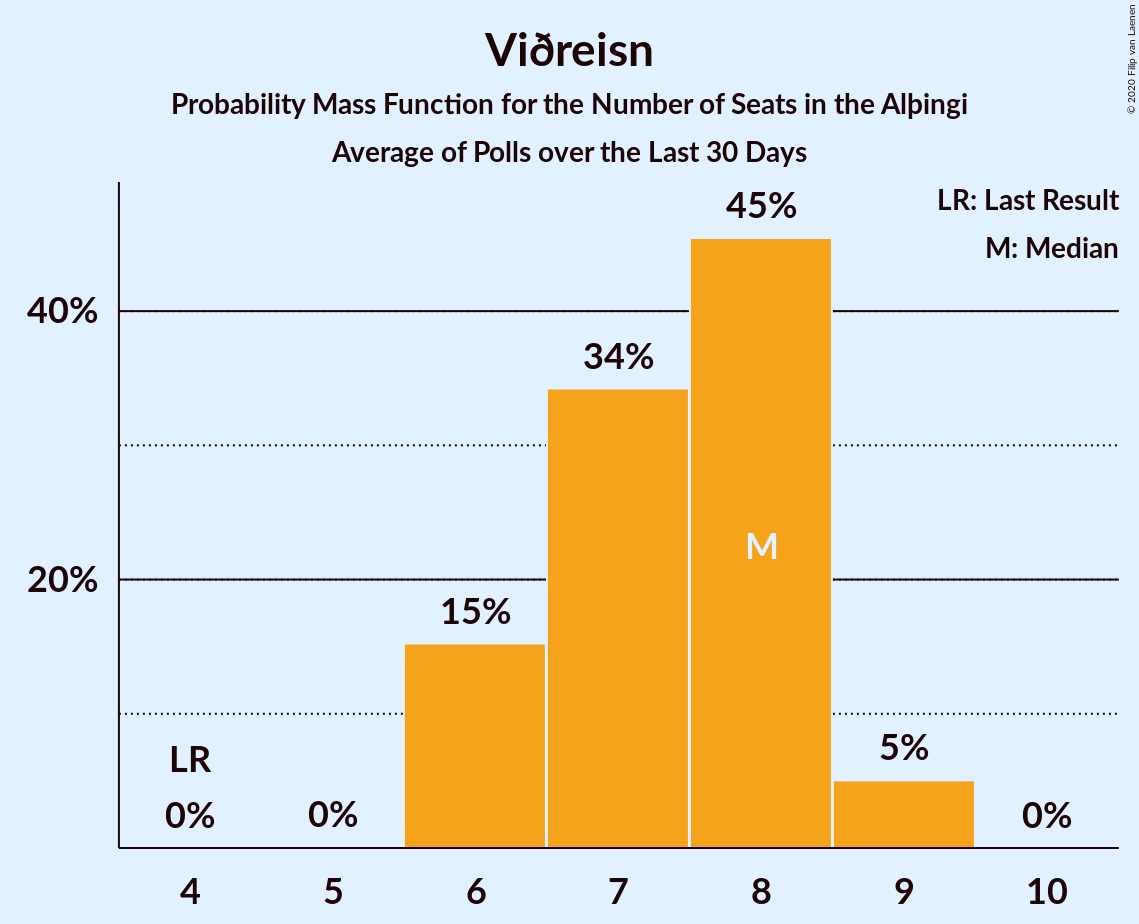 Viðreisn
Probability Mass Function for the Number of Seats in the Alþingi
Average of Polls over the Last 30 Days
© 2020 Filip van Laenen
LR: Last Result
M: Median
45%
40%
34%
M
20%
15%
LR
5%
0%
0%
0%
4
5
6
7
8
9
10